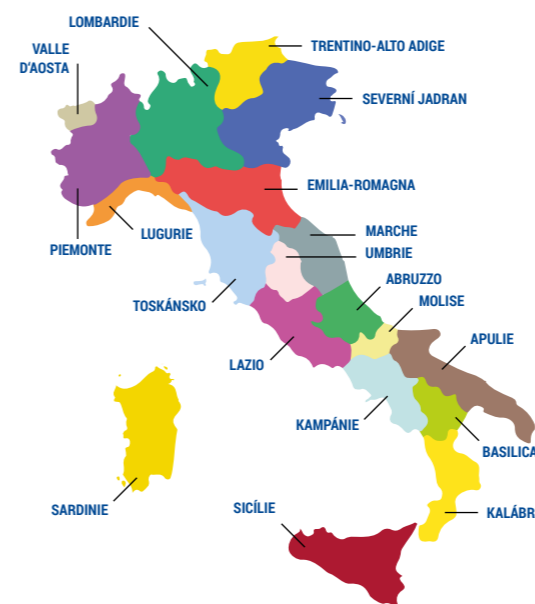 LOMBARDIE
VALLE
D'AOSTA
TRENTINO-ALTO ADIGE
SEVERNÍ JADRAN
EMILIA-ROMAGNA
MARCHE
LUGURIE
UMBRIE
PIEMONTE
ABRUZZO
MOLISE
TOSKÁNSKO
APULIE
LAZIO
KAMPÁNIE
BASILICA
SARDINIE
SICÍLIE
KALÁBR